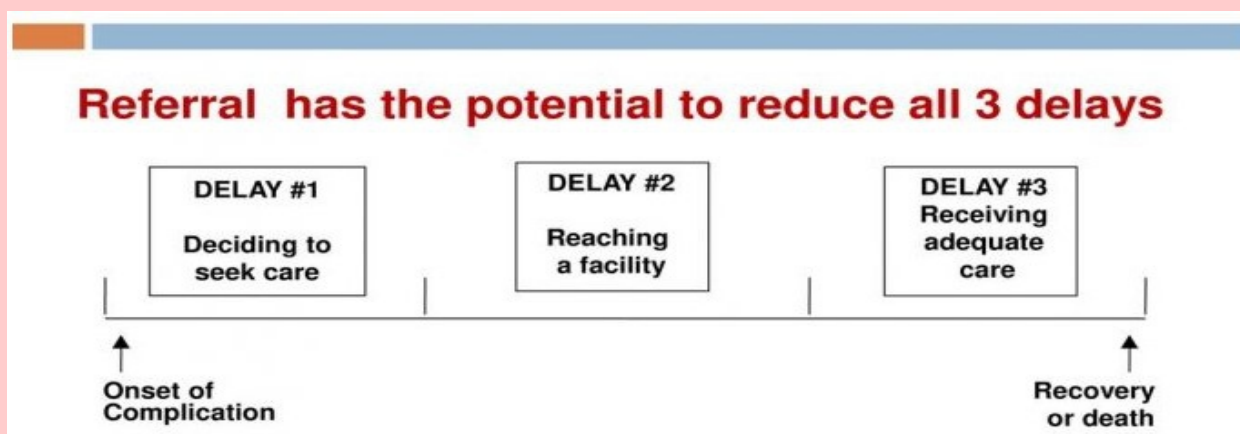 Referral has the potential to reduce all 3 delays
DELAY #1
Deciding to
seek care
DELAY #2
Reaching
a facility
DELAY #3
Receiving
adequate
care
Onset of
Complication
Recovery
or death